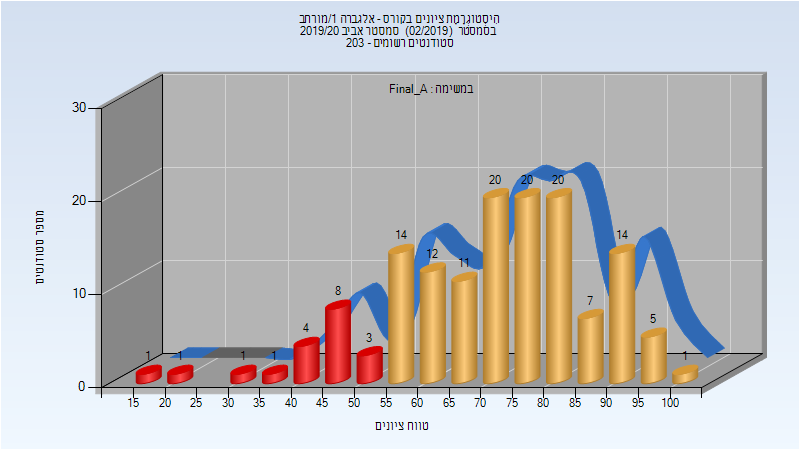 היסטוגרמת ציונים בקורס - אלגברה 1/מורחב
בסמסטר (02/2019) סמסטר אביב 2019/20
סטודנטים רשומים - 203
במשימה : Final_A
מספר סטודנטים
30
20
10
0
1 1 1 1 4 8 3 14 12 11 20 20 20 7 14 5 1
15 20 25 30 35 40 45 50 55 60 65 70 75 80 85 90 95 100
טווח ציונים